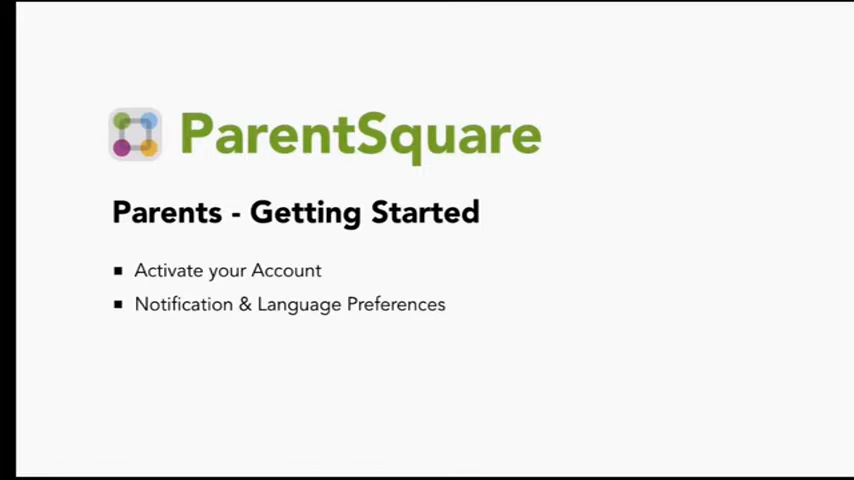 ParentSquare
Parents - Getting Started
▪ Activate your Account
▪ Notification & Language Preferences